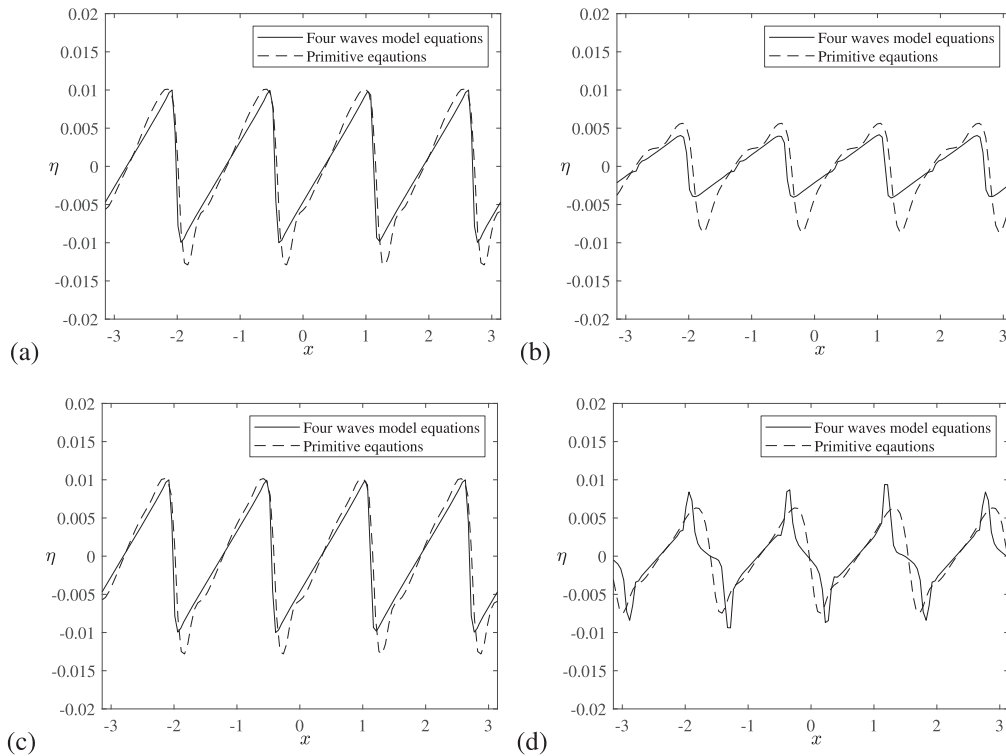 0.02
0.015
0.01
0.005
0
-0.005
-0.01
-0.015
-0.02
η
Four waves model equations
Primitive eqautions
-3 -2 -1 0 1 2 3
x
(a)
0.02
0.015
0.01
0.005
0
-0.005
-0.01
-0.015
-0.02
η
Four waves model equations
Primitive eqautions
-3 -2 -1 0 1 2 3
x
(b)
0.02
0.015
0.01
0.005
0
-0.005
-0.01
-0.015
-0.02
η
Four waves model equations
Primitive eqautions
-3 -2 -1 0 1 2 3
x
(c)
0.02
0.015
0.01
0.005
0
-0.005
-0.01
-0.015
-0.02
η
Four waves model equations
Primitive eqautions
-3 -2 -1 0 1 2 3
x
(d)